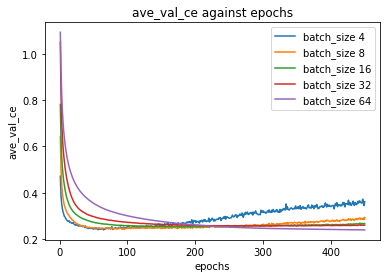 ave_val_ce against epochs
batch_size 4
batch_size 8
batch_size 16
batch_size 32
batch_size 64
ave_val_ce
1.0
0.8
0.6
0.4
0.2
0 100 200 300 400
epochs